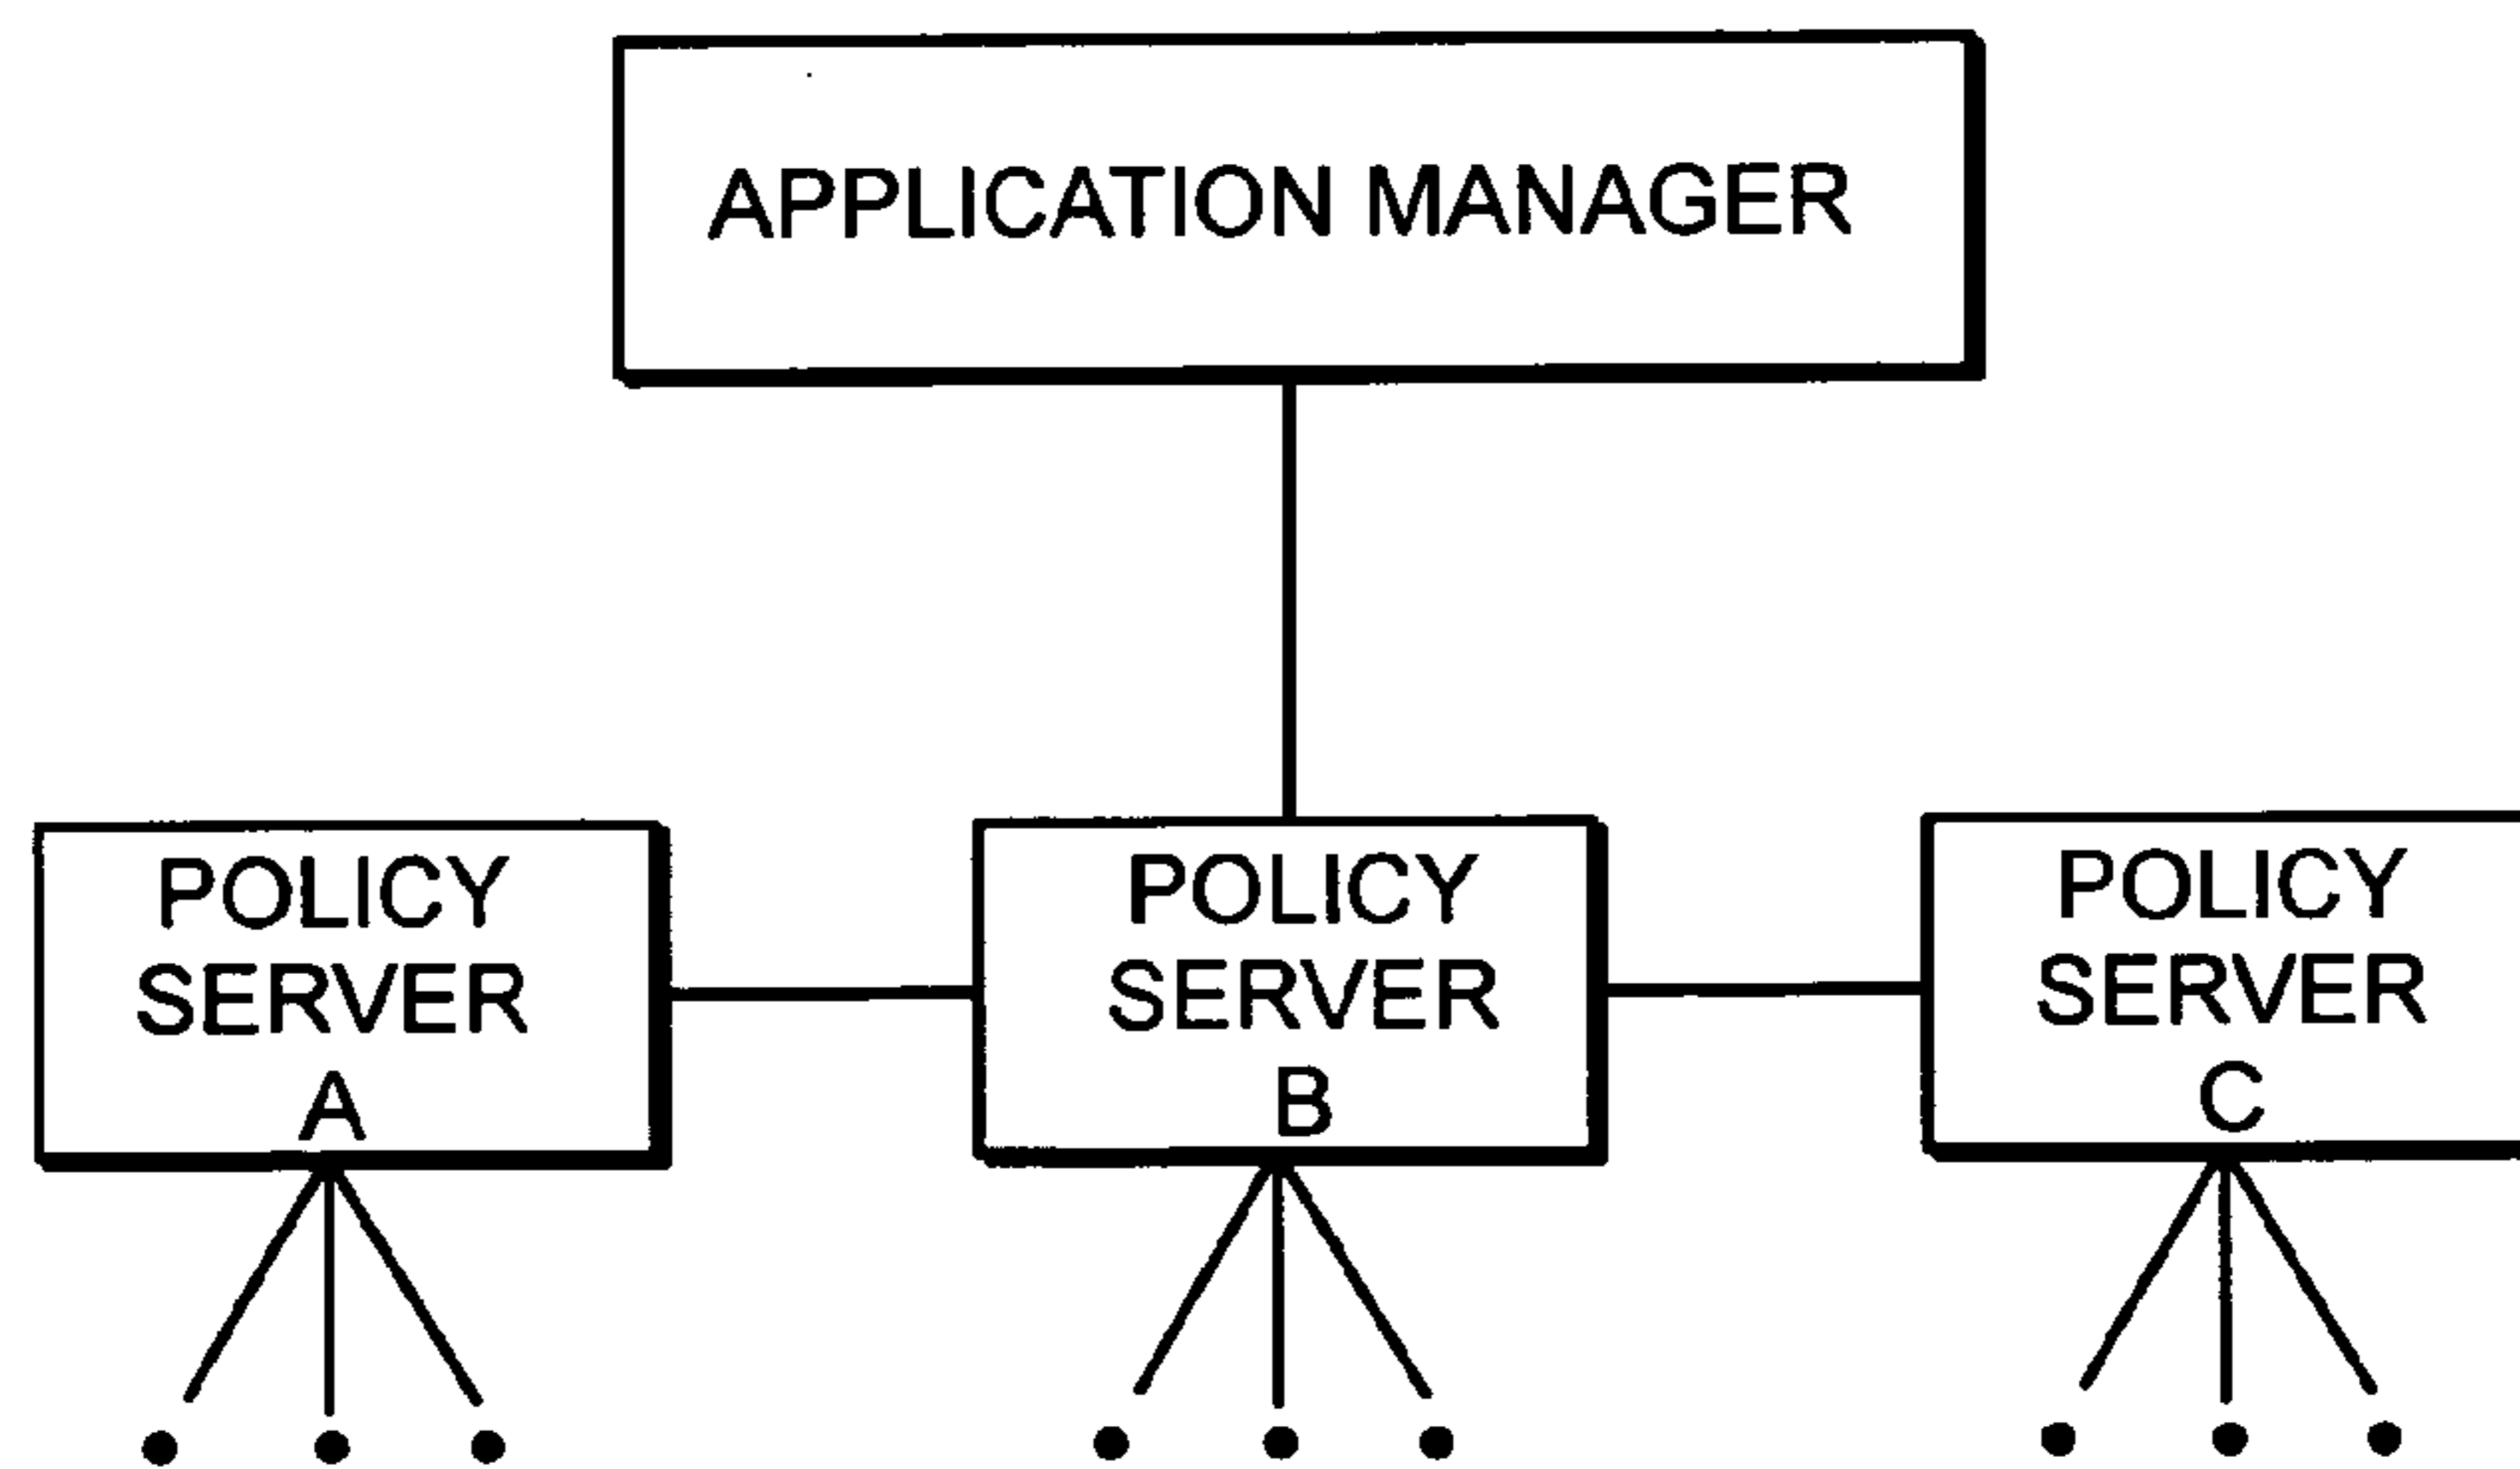 APPLICATION MANAGER
POLICY
SERVER
A
POLICY
SERVER
B
POLICY
SERVER
C